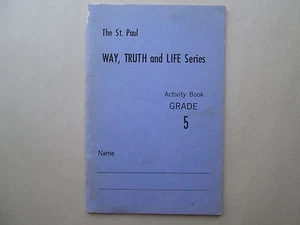 The St. Paul
WAY, TRUTH and LIFE Series
Activity Book
GRADE
5
Name